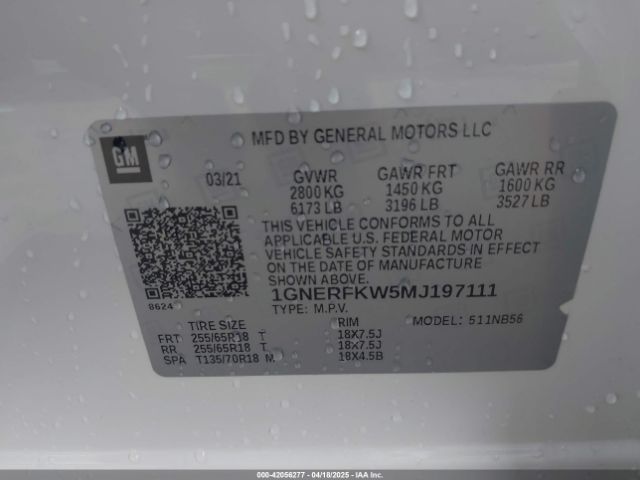 GM
MFD BY GENERAL MOTORS LLC
03/21 GVWR GAWR FRT GAWR RR
2800 KG 1450 KG 1600 KG
6173 LB 3196 LB 3527 LB
THIS VEHICLE CONFORMS TO ALL
APPLICABLE U.S. FEDERAL MOTOR
VEHICLE SAFETY STANDARDS IN EFFECT
ON THE DATE OF MANUFACTURE
SHOWN ABOVE.
8624
1GNERFKW5MJ197111
TYPE: M.P.V. MODEL: 511NB56
TIRE SIZE RIM
FRT 255/65R18 T 18X7.5J
RR 255/65R18 T 18X7.5J
SPA T135/70R18 M 18X4.5B
000-42056277 - 04/18/2025 - IAA Inc.